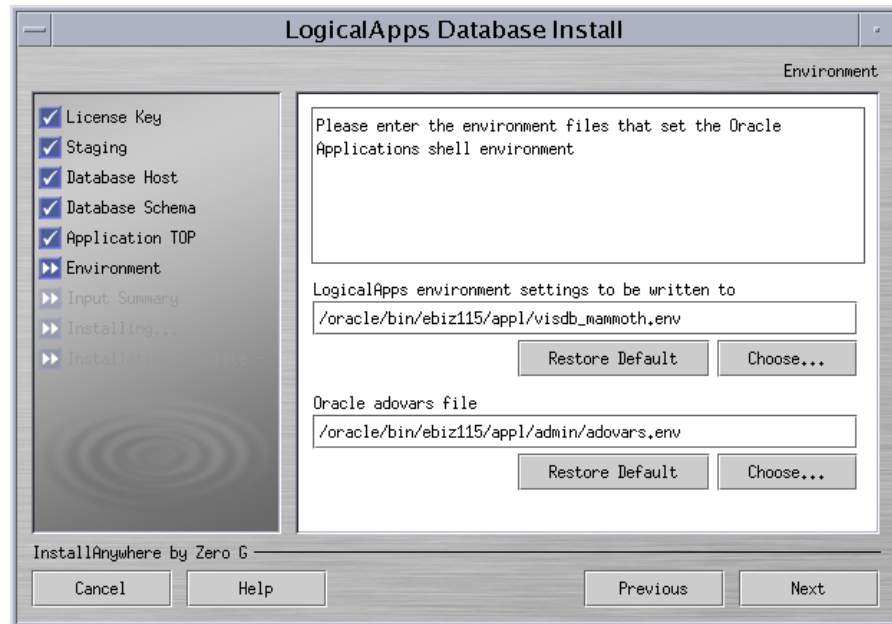 LogicalApps Database Install
Environment
License Key
Staging
Database Host
Database Schema
Application TOP
Environment
Input Summary
Installing...
Installation
Please enter the environment files that set the Oracle
Applications shell environment
LogicalApps environment settings to be written to
/oracle/bin/ebiz115/appl/visdb_mammoth.env
Restore Default
Choose...
Oracle adovars file
/oracle/bin/ebiz115/appl/admin/adovars.env
Restore Default
Choose...
InstallAnywhere by Zero G
Cancel
Help
Previous
Next